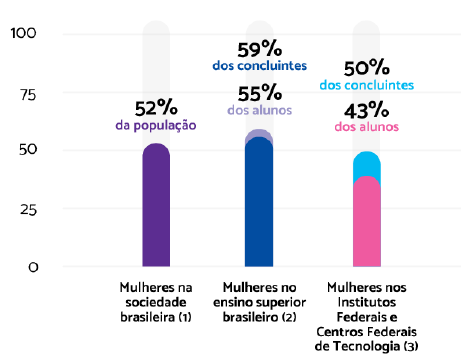 100
75
50
25
0
52%
da população
59%
dos concluintes
55%
dos alunos
50%
dos concluintes
43%
dos alunos
Mulheres na
sociedade
brasileira (1)
Mulheres no
ensino superior
brasileiro (2)
Mulheres nos
Institutos
Federais e
Centros Federais
de Tecnologia (3)